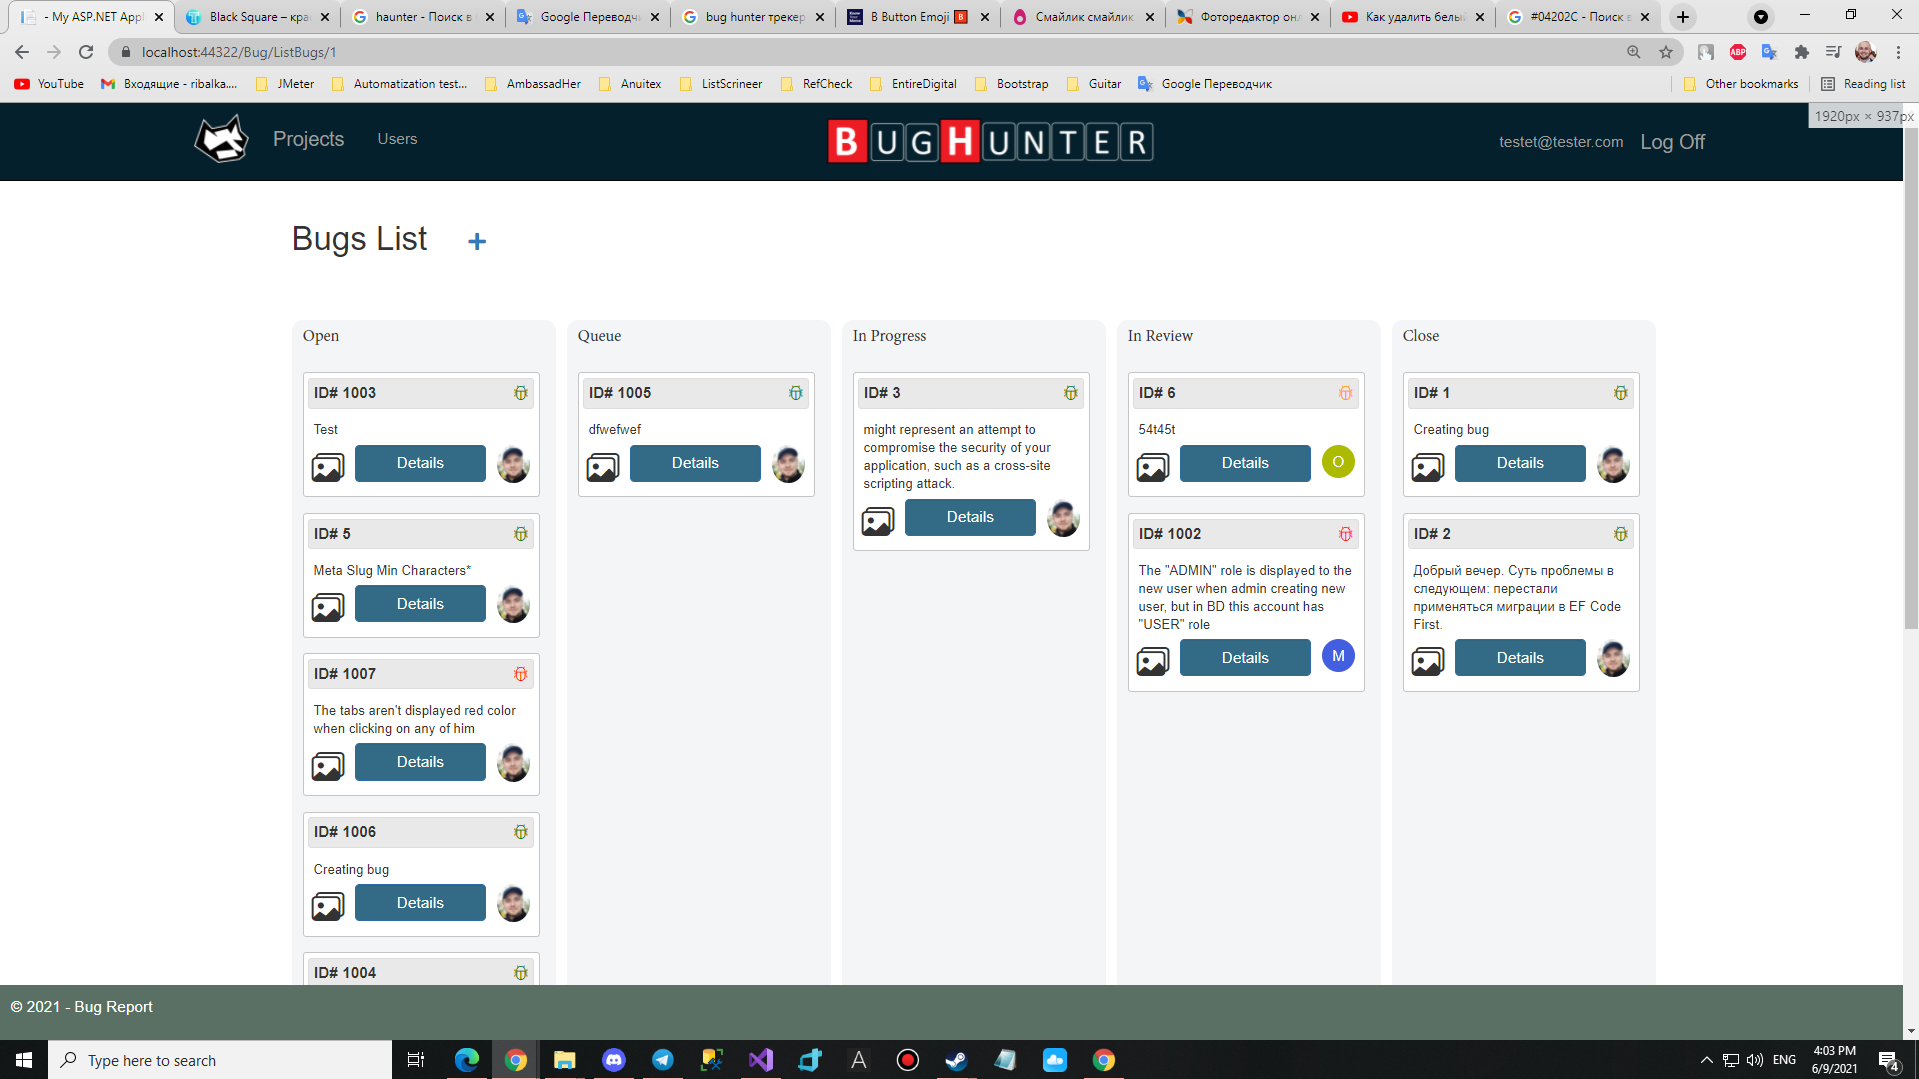 - My ASP.NET Appl
Black Square – кра
haunter - Поиск в
Google Переводчи
bug hunter трекер
B Button Emoji 🅱
Смайлик смайлик
Фоторедактор онл
Как удалить белый
#04202C - Поиск в
localhost:44322/Bug/ListBugs/1
YouTube
Входящие - ribalka....
JMeter
Automatization test...
AmbassadHer
Anuitex
ListScrineer
RefCheck
EntireDigital
Bootstrap
Guitar
Google Переводчик
Other bookmarks
Reading list
1920px × 937px
Projects
Users
BUGHUNTER
testet@tester.com
Log Off
Bugs List +
Open
ID# 1003
Test
Details
ID# 5
Meta Slug Min Characters*
Details
ID# 1007
The tabs aren't displayed red color
when clicking on any of him
Details
ID# 1006
Creating bug
Details
ID# 1004
Queue
ID# 1005
dfwefwef
Details
In Progress
ID# 3
might represent an attempt to
compromise the security of your
application, such as a cross-site
scripting attack.
Details
In Review
ID# 6
54t45t
Details
O
ID# 1002
The "ADMIN" role is displayed to the
new user when admin creating new
user, but in BD this account has
"USER" role
Details
M
Close
ID# 1
Creating bug
Details
ID# 2
Добрый вечер. Суть проблемы в
следующем: перестали
применяться миграции в EF Code
First.
Details
© 2021 - Bug Report
Type here to search
ENG
4:03 PM
6/9/2021
4